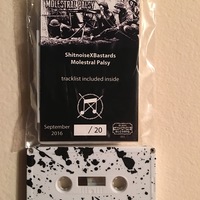 MOLESTRAL PALSY
ShitnoiseXBastards
Molestral Palsy
tracklist included inside
September
2016
/ 20